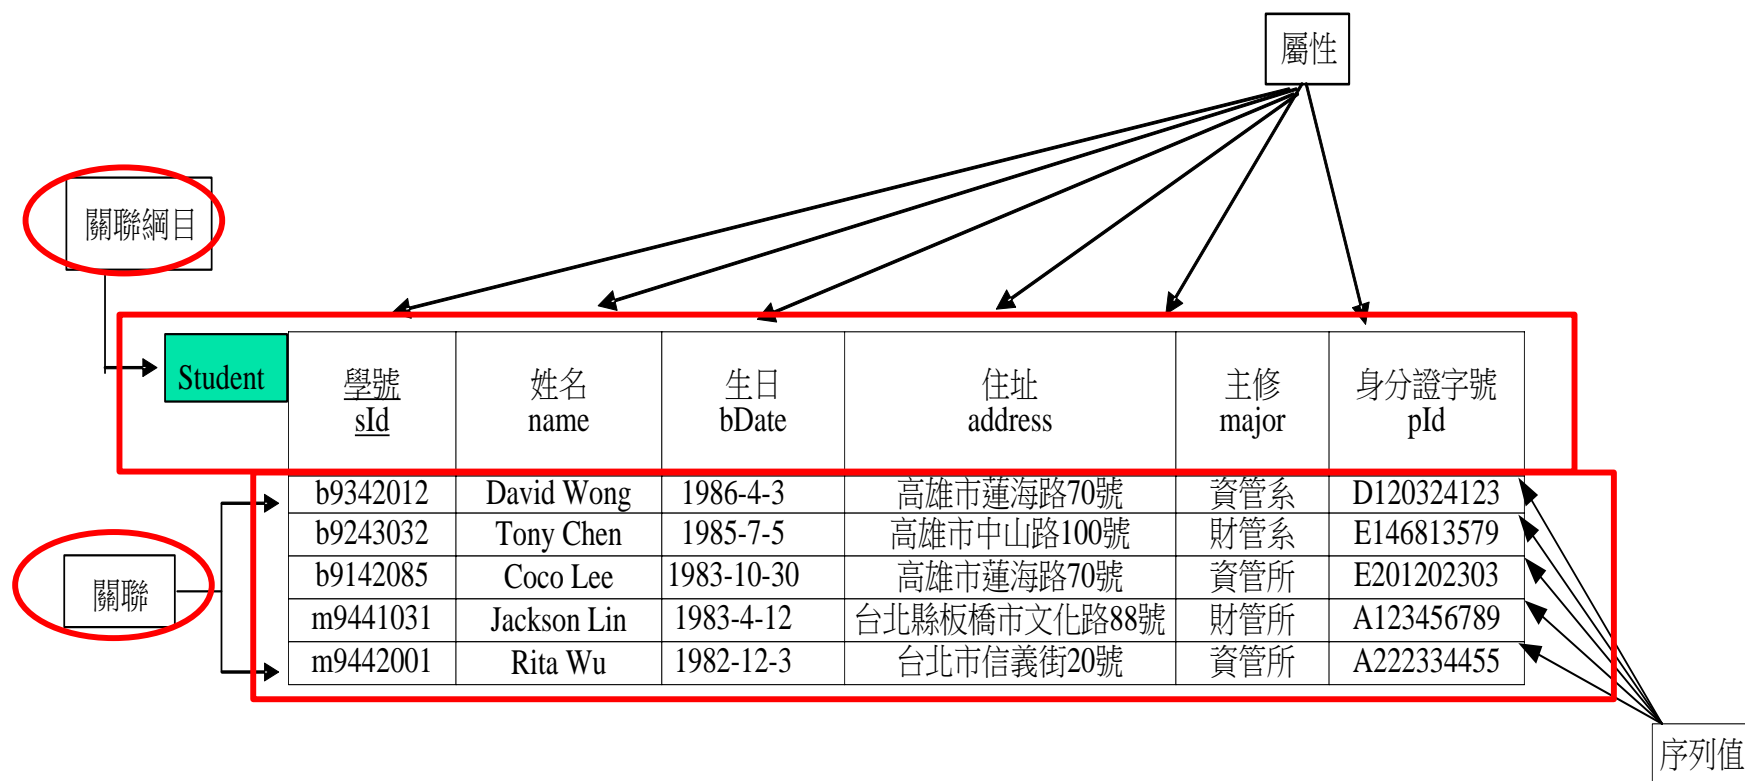 屬性
關聯綱目
Student
學號 姓名 生日 住址 主修 身分證字號
sId name bDate address major pId
b9342012 David Wong 1986-4-3 高雄市蓮海路70號 資管系 D120324123
b9243032 Tony Chen 1985-7-5 高雄市中山路100號 財管系 E146813579
b9142085 Coco Lee 1983-10-30 高雄市蓮海路70號 資管所 E201202303
關聯
m9441031 Jackson Lin 1983-4-12 台北縣板橋市文化路88號 財管所 A123456789
m9442001 Rita Wu 1982-12-3 台北市信義街20號 資管所 A222334455
序列值